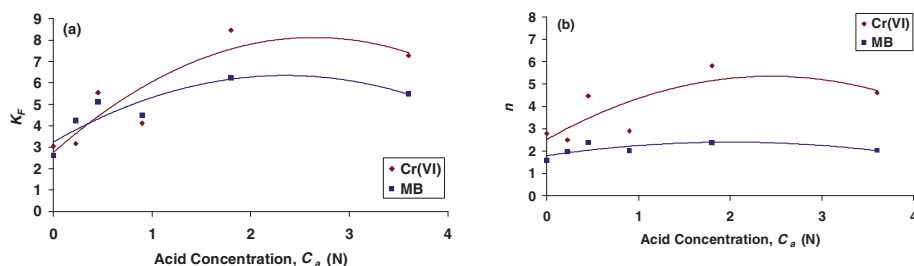 (a)
K_F
9
8
7
6
5
4
3
2
1
0
0 1 2 3 4
Cr(VI)
MB
Acid Concentration, C_a (N)
(b)
n
8
7
6
5
4
3
2
1
0
0 1 2 3 4
Cr(VI)
MB
Acid Concentration, C_a (N)